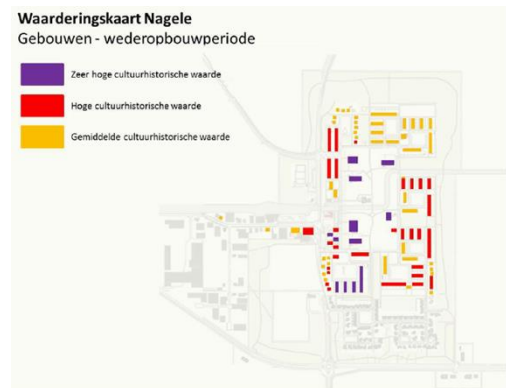 Waarderingskaart Nagele
Gebouwen - wederopbouwperiode
Zeer hoge cultuurhistorische waarde
Hoge cultuurhistorische waarde
Gemiddelde cultuurhistorische waarde